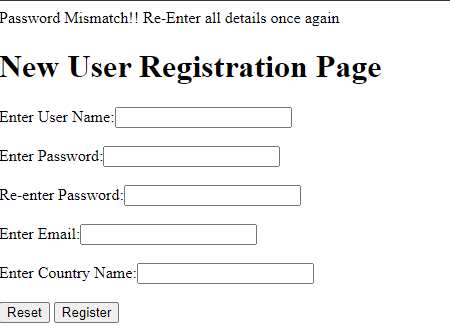 Password Mismatch!! Re-Enter all details once again
New User Registration Page
Enter User Name:
Enter Password:
Re-enter Password:
Enter Email:
Enter Country Name:
Reset Register